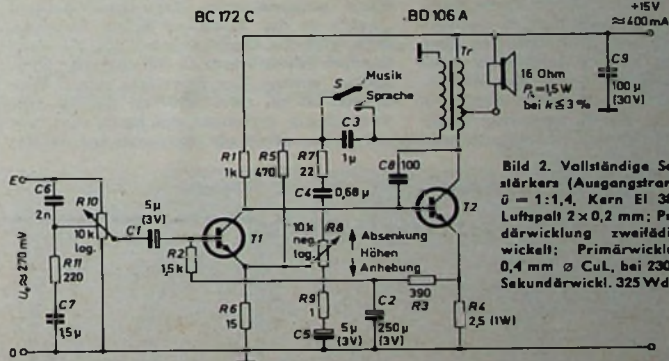 BC 172 C
BD 106 A
+15V
≈400mA
Tr
Musik
S
Sprache
C3
1µ
16 Ohm
P =1,5W
bei k≤3%
C9
100µ
(30V)
R1
1k
R5
470
R7
22
C4
0,68µ
C8
100
T2
E
C6
2n
R10
10k
log.
5µ
(3V)
C1
T1
R2
1,5k
10k
neg.
log.
R8
Absenkung
Höhen
Anhebung
Bild 2. Vollständige
stärkers (Ausgangstran
ü = 1:1,4, Kern EI 3
Luftspalt 2×0,2 mm;
därwicklung zweifädi
wickelt; Primärwickl
0,4 mm ⌀ CuL, bei 230
Sekundärwickl. 325 Wd
≈ 270 mV
R11
220
C7
1,5µ
R6
15
R9
1
C5
5µ
(3V)
C2
250µ
(3V)
390
R3
R4
2,5 (1W)
0